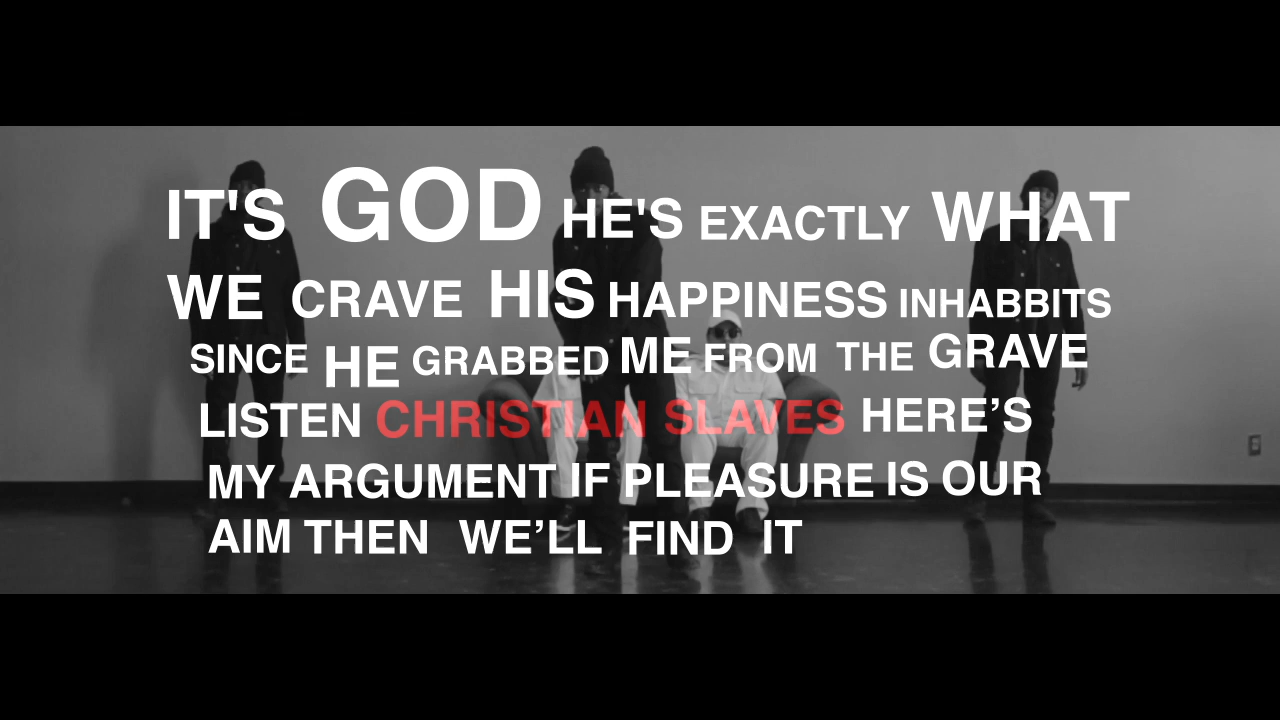 IT'S GOD HE'S EXACTLY WHAT
WE CRAVE HIS HAPPINESS INHABBITS
SINCE HE GRABBED ME FROM THE GRAVE
LISTEN CHRISTIAN SLAVES HERE’S
MY ARGUMENT IF PLEASURE IS OUR
AIM THEN WE’LL FIND IT